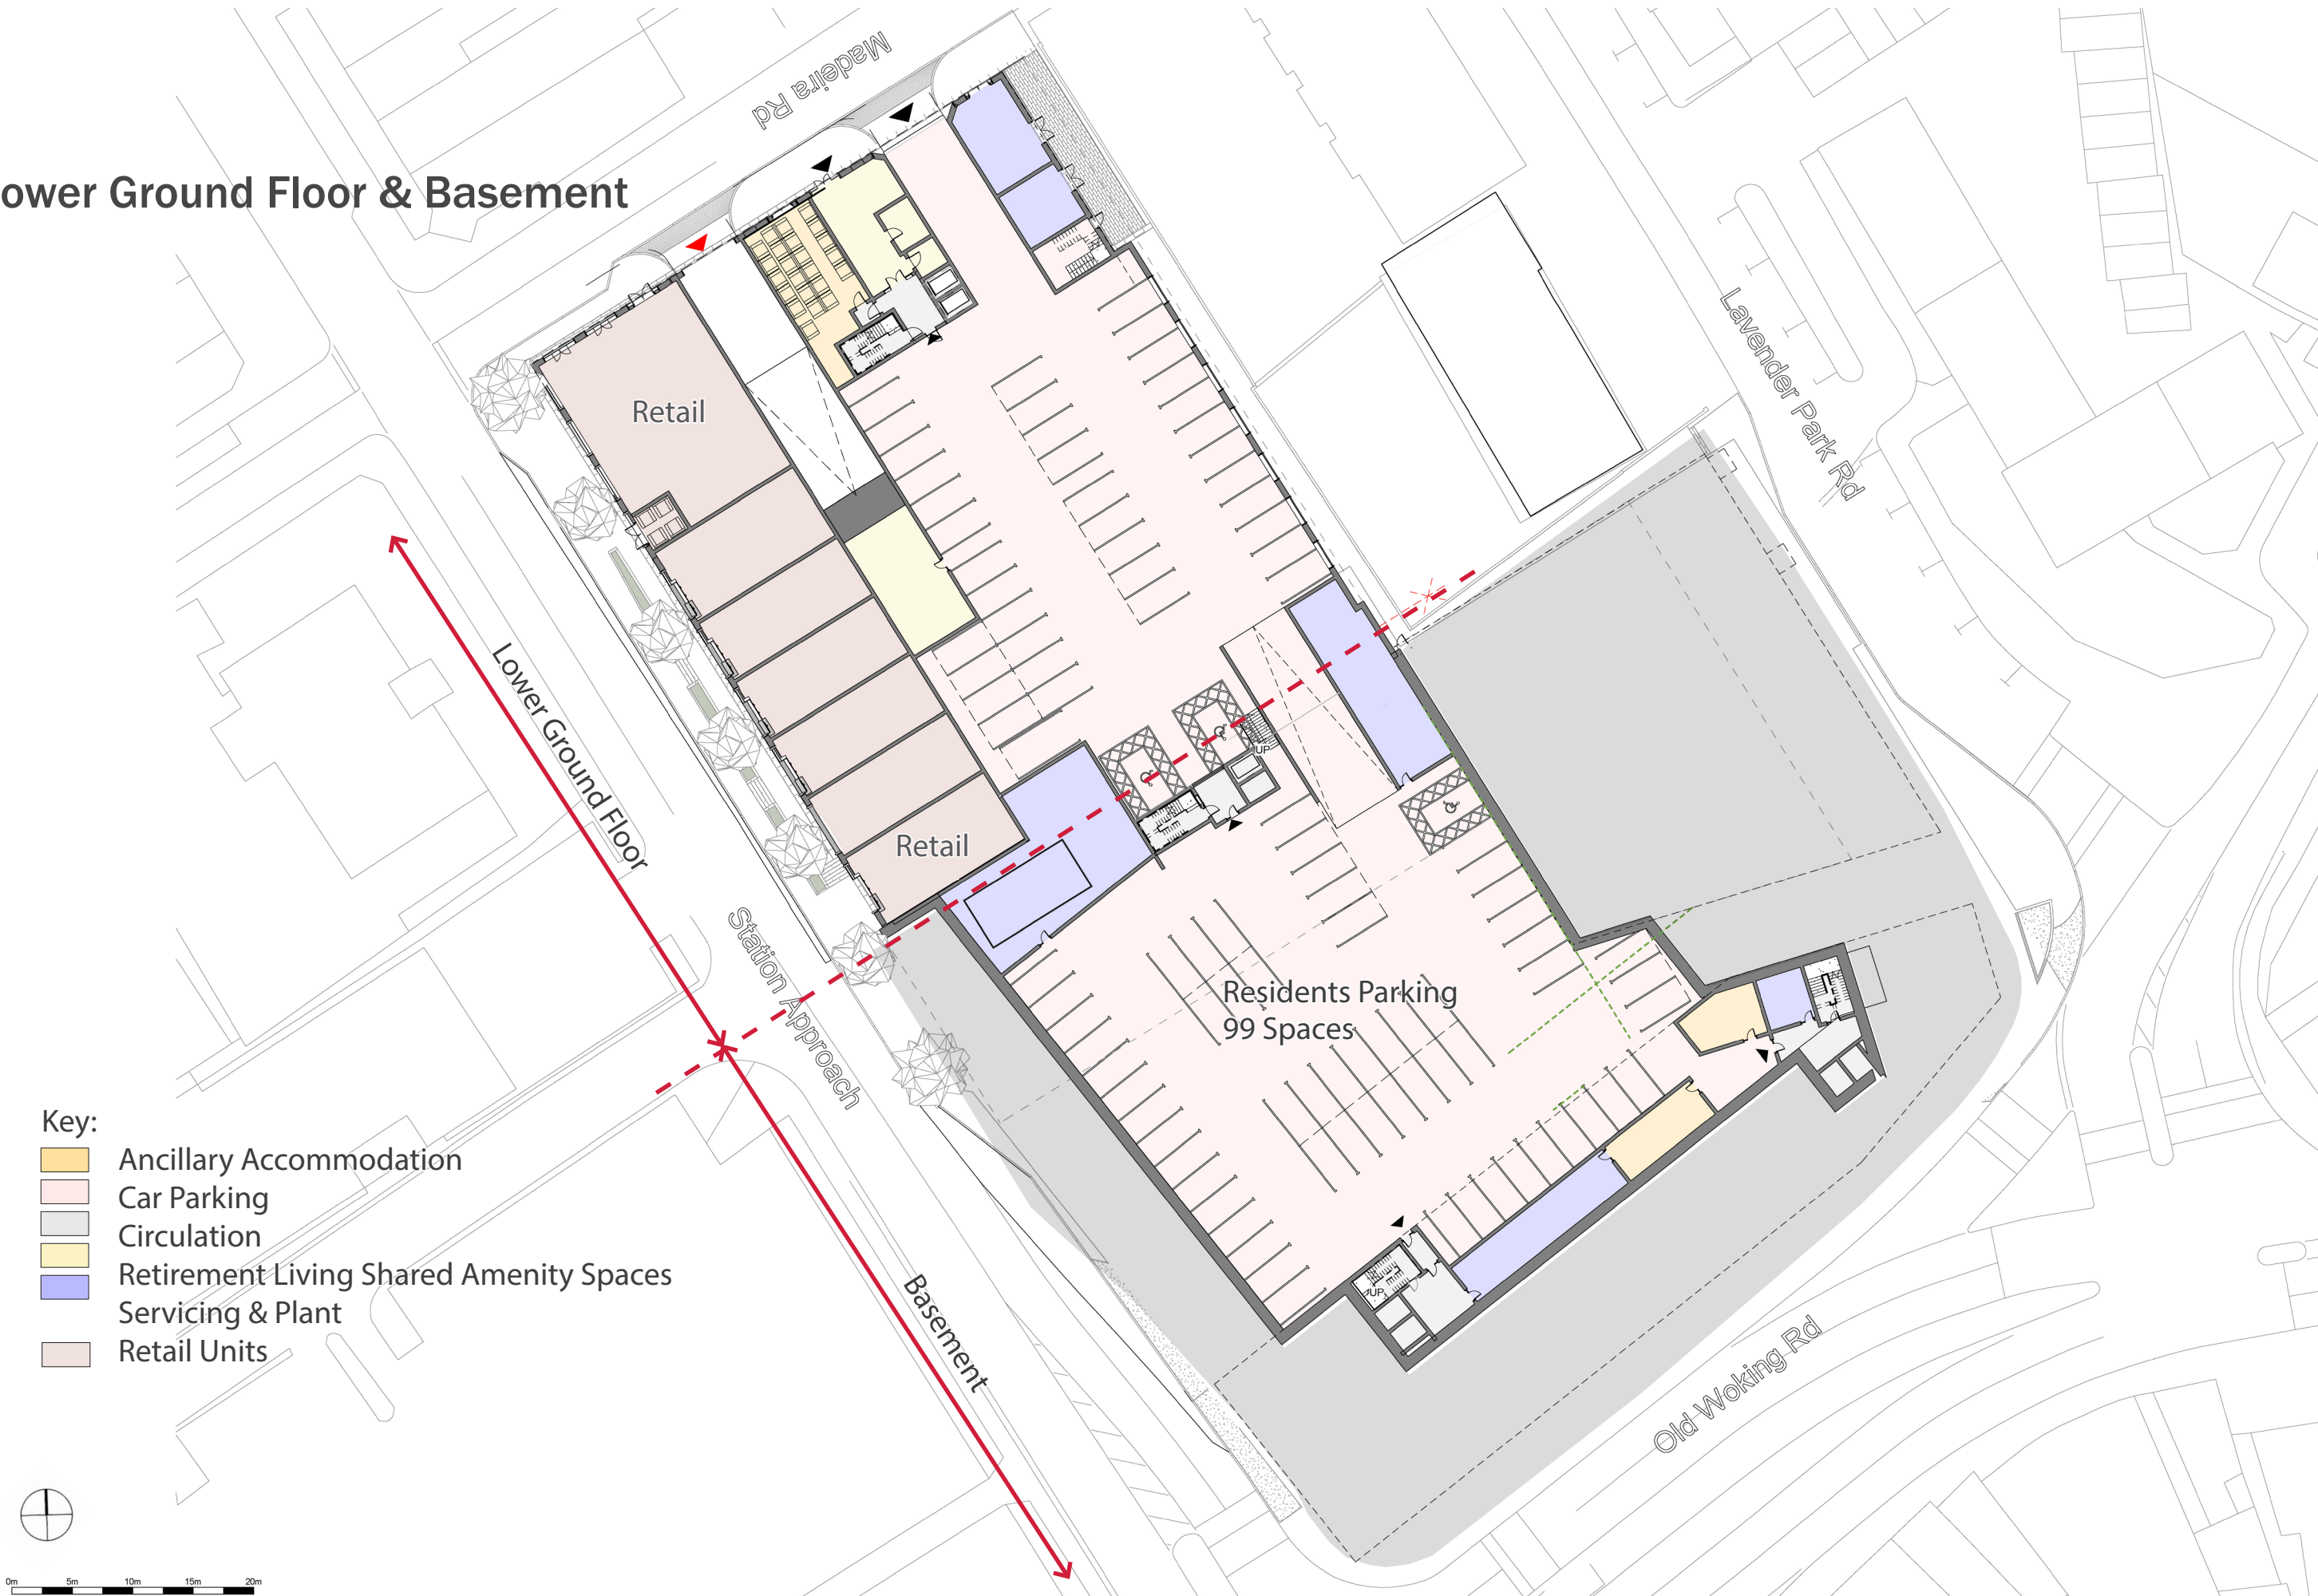 Madeira Rd
ower Ground Floor & Basement
Lavender Park Rd
Retail
Lower Ground Floor
UP
Retail
Station Approach
Residents Parking
99 Spaces
Key:
Ancillary Accommodation
Car Parking
Circulation
Retirement Living Shared Amenity Spaces
Servicing & Plant
Retail Units
Basement
UP
Old Woking Rd
0m 5m 10m 15m 20m